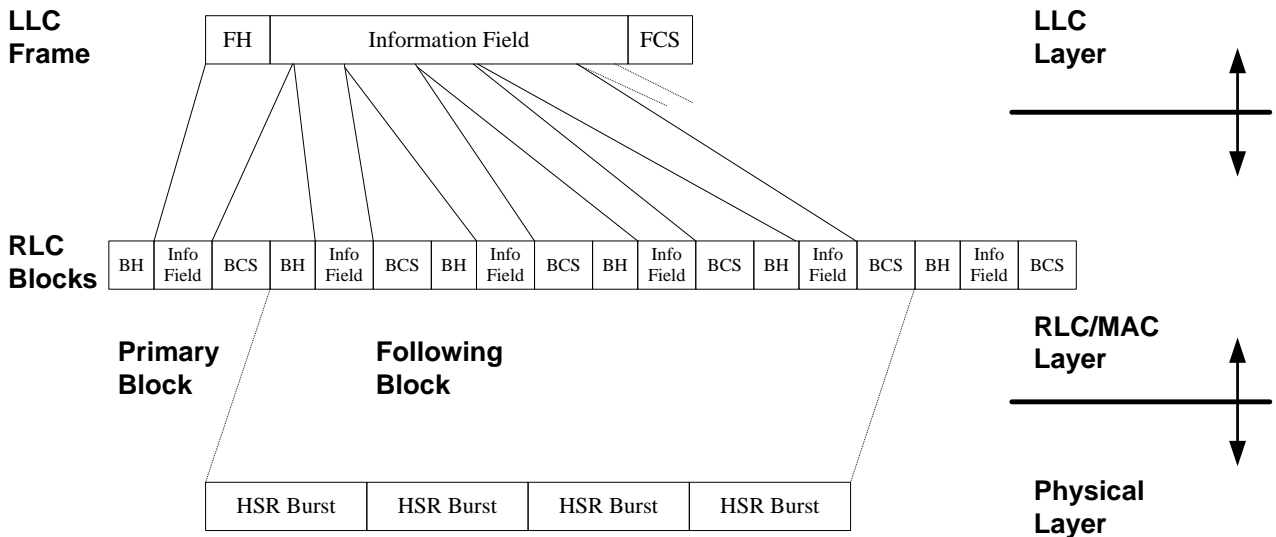 LLC
Frame
FH Information Field FCS
LLC
Layer
RLC
Blocks
BH Info Field BCS BH Info Field BCS BH Info Field BCS BH Info Field BCS BH Info Field BCS BH Info Field BCS
Primary
Block
Following
Block
RLC/MAC
Layer
HSR Burst HSR Burst HSR Burst HSR Burst
Physical
Layer